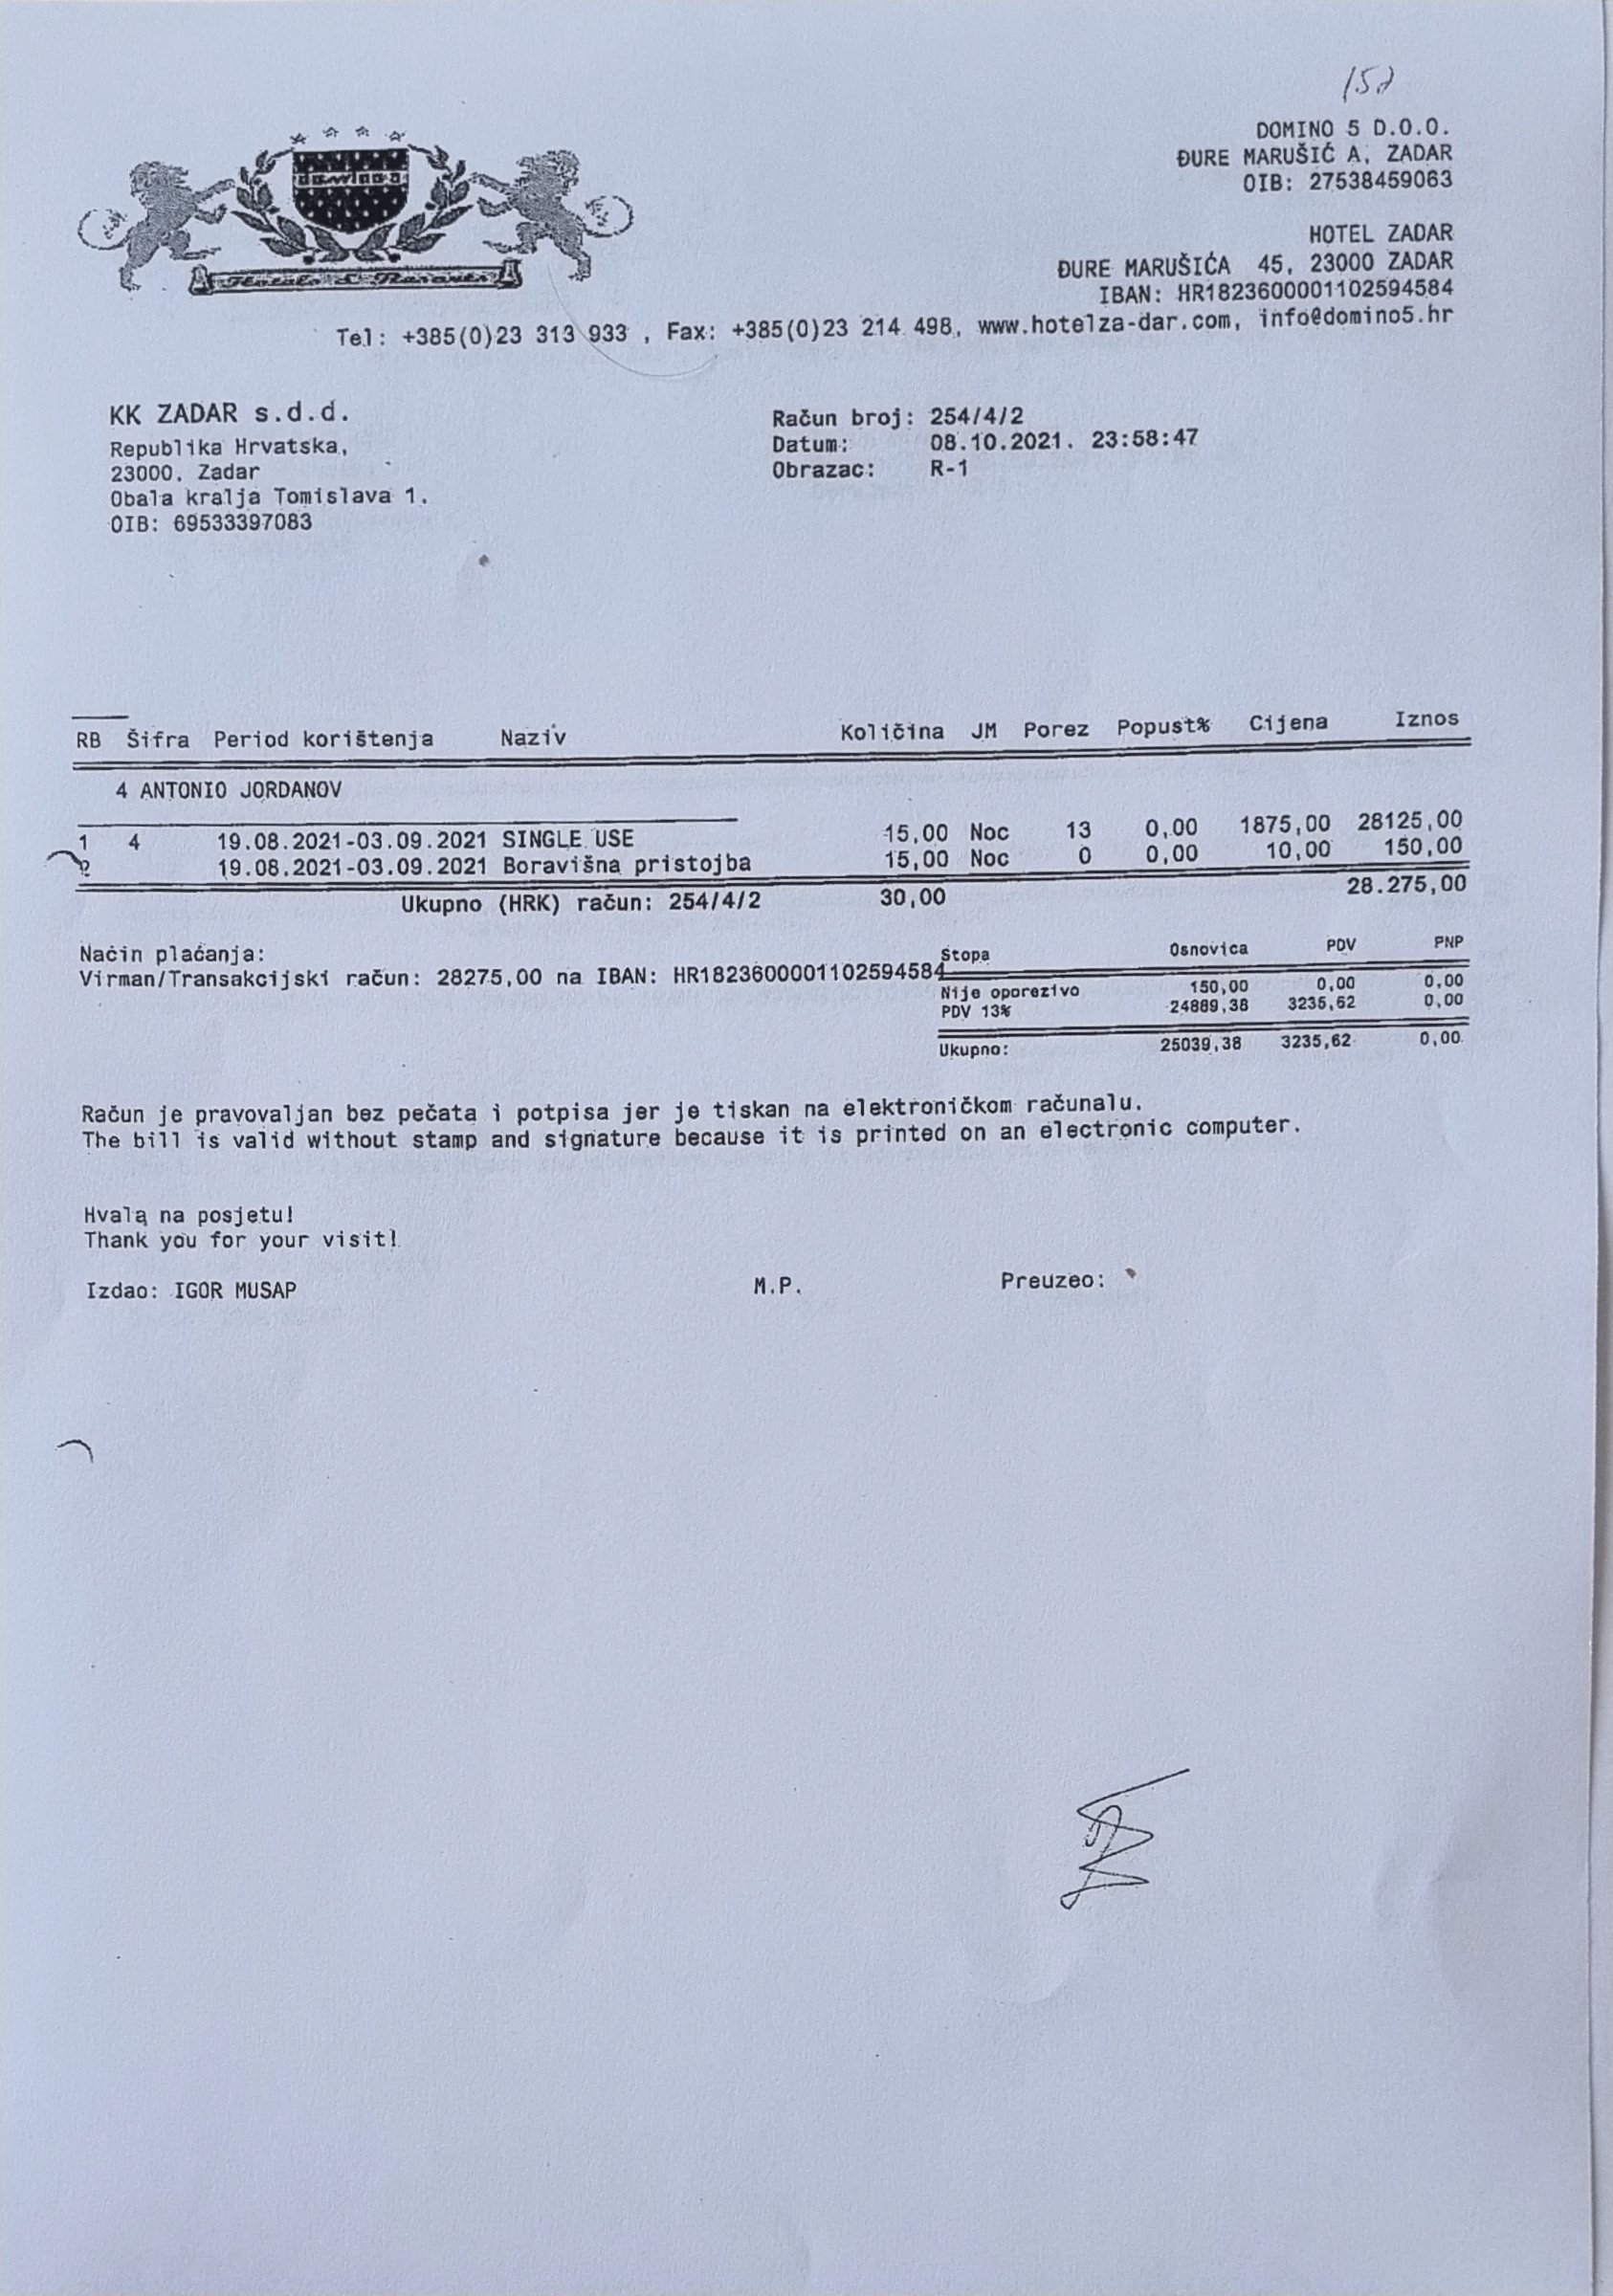 DOMINO 5 D.O.O.
ĐURE MARUŠIĆ A, ZADAR
OIB: 27538459063
HOTEL ZADAR
ĐURE MARUŠIĆA 45, 23000 ZADAR
IBAN: HR1823600001102594584
Tel: +385(0)23 313 933 , Fax: +385(0)23 214 498, www.hotelza-dar.com, info@domino5.hr
KK ZADAR s.d.d.
Republika Hrvatska,
23000. Zadar
Obala kralja Tomislava 1.
OIB: 69533397083
Račun broj: 254/4/2
Datum: 08.10.2021. 23:58:47
Obrazac: R-1
RB Šifra Period korištenja Naziv Količina JM Porez Popust% Cijena Iznos
4 ANTONIO JORDANOV
1 4 19.08.2021-03.09.2021 SINGLE USE 15,00 Noc 13 0,00 1875,00 28125,00
2 19.08.2021-03.09.2021 Boravišna pristojba 15,00 Noc 0 0,00 10,00 150,00
Ukupno (HRK) račun: 254/4/2 30,00 28.275,00
Način plaćanja:
Virman/Transakcijski račun: 28275,00 na IBAN: HR1823600001102594584
Stopa Osnovica PDV PNP
Nije oporezivo 150,00 0,00 0,00
PDV 13% 24889,38 3235,62 0,00
Ukupno: 25039,38 3235,62 0,00
Račun je pravovaljan bez pečata i potpisa jer je tiskan na elektroničkom računalu.
The bill is valid without stamp and signature because it is printed on an electronic computer.
Hvala na posjetu!
Thank you for your visit!
Izdao: IGOR MUSAP M.P. Preuzeo: